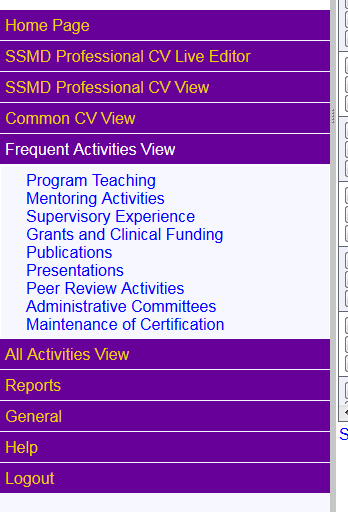 Home Page
SSMD Professional CV Live Editor
SSMD Professional CV View
Common CV View
Frequent Activities View
Program Teaching
Mentoring Activities
Supervisory Experience
Grants and Clinical Funding
Publications
Presentations
Peer Review Activities
Administrative Committees
Maintenance of Certification
All Activities View
Reports
General
Help
Logout